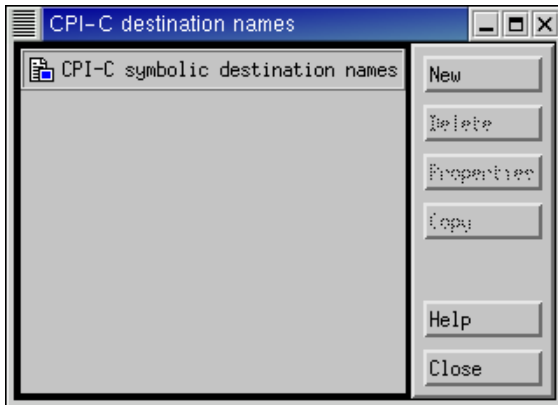 CPI-C destination names
CPI-C symbolic destination names
New
Delete
Properties
Copy
Help
Close